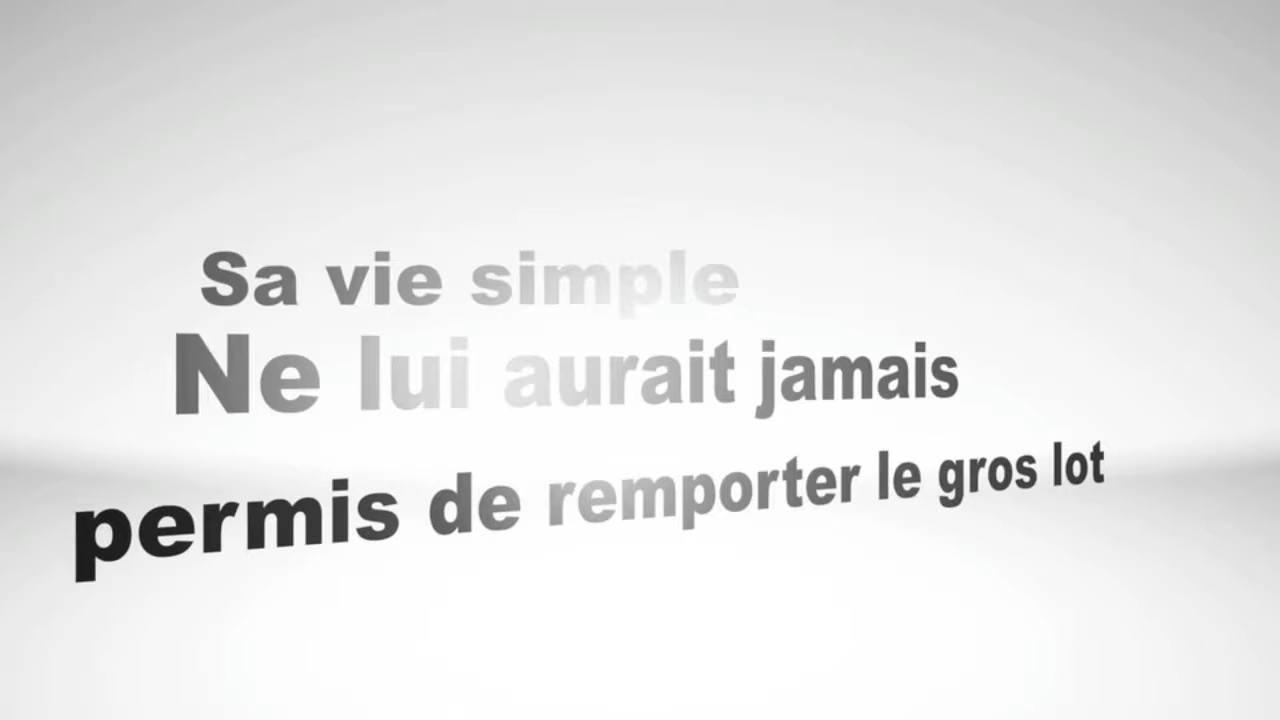 Sa vie simple
Ne lui aurait jamais
permis de remporter le gros lot